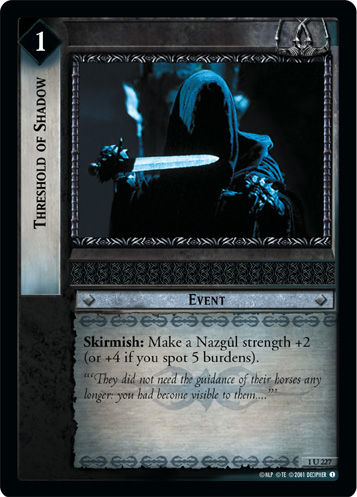 1
THRESHOLD OF SHADOW
EVENT
Skirmish: Make a Nazgûl strength +2
(or +4 if you spot 5 burdens).
“‘They did not need the guidance of their horses any
longer: you had become visible to them....’”
1 U 227
©NLP ©TE ©2001 DECIPHER 1